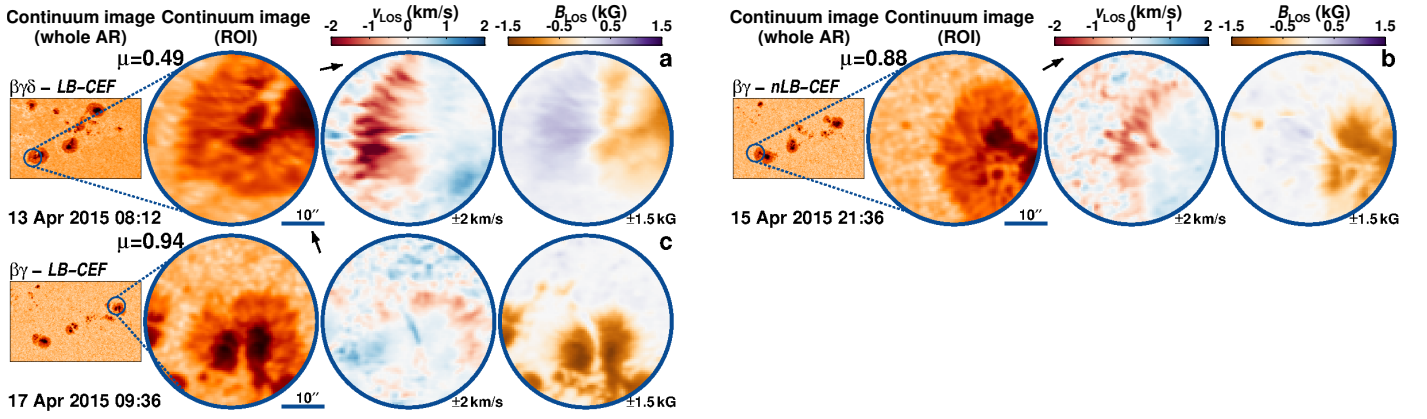 Continuum image Continuum image
(whole AR) (ROI)
v_LOS (km/s)
-2 -1 0 1 2
B_LOS (kG)
-1.5 -0.5 0.5 1.5
μ=0.49
a
βγδ – LB–CEF
13 Apr 2015 08:12
10″
±2 km/s
±1.5 kG
Continuum image Continuum image
(whole AR) (ROI)
v_LOS (km/s)
-2 -1 0 1 2
B_LOS (kG)
-1.5 -0.5 0.5 1.5
μ=0.88
b
βγ – nLB–CEF
15 Apr 2015 21:36
10″
±2 km/s
±1.5 kG
μ=0.94
c
βγ – LB–CEF
17 Apr 2015 09:36
10″
±2 km/s
±1.5 kG